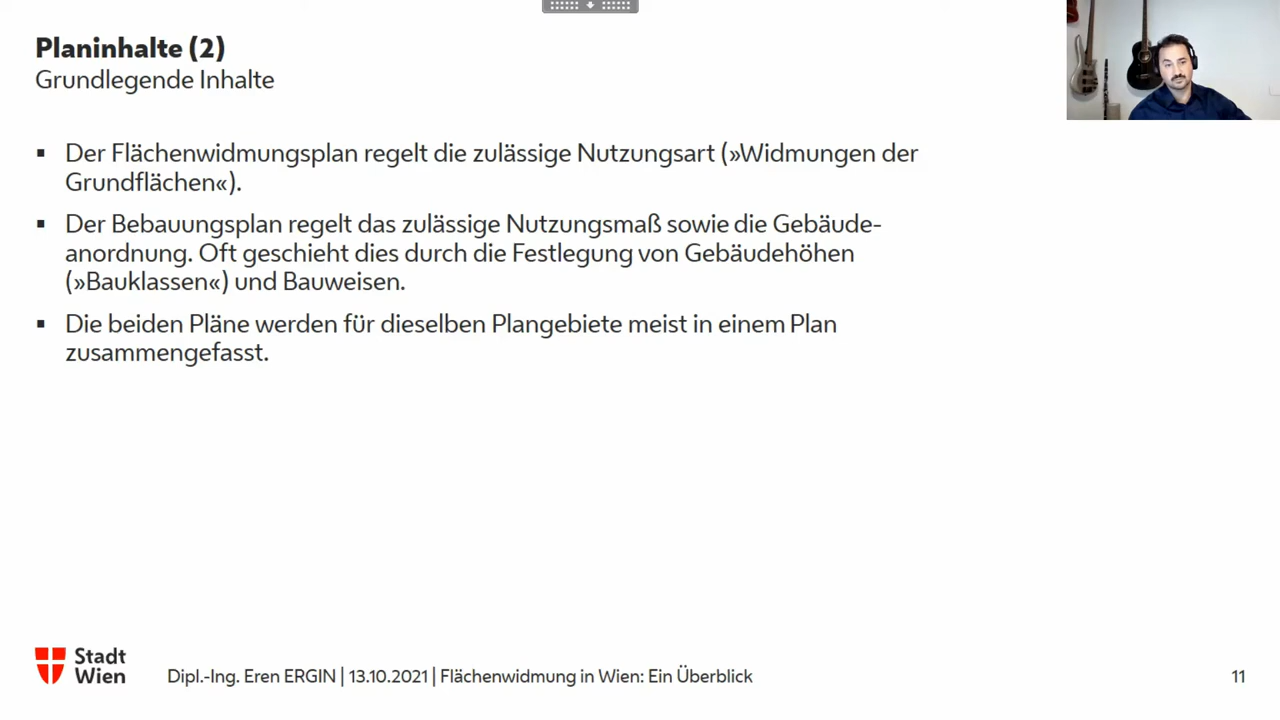 Planinhalte (2)
Grundlegende Inhalte
▪ Der Flächenwidmungsplan regelt die zulässige Nutzungsart (»Widmungen der
Grundflächen«).
▪ Der Bebauungsplan regelt das zulässige Nutzungsmaß sowie die Gebäude-
anordnung. Oft geschieht dies durch die Festlegung von Gebäudehöhen
(»Bauklassen«) und Bauweisen.
▪ Die beiden Pläne werden für dieselben Plangebiete meist in einem Plan
zusammengefasst.
Stadt
Wien
Dipl.-Ing. Eren ERGIN | 13.10.2021 | Flächenwidmung in Wien: Ein Überblick
11